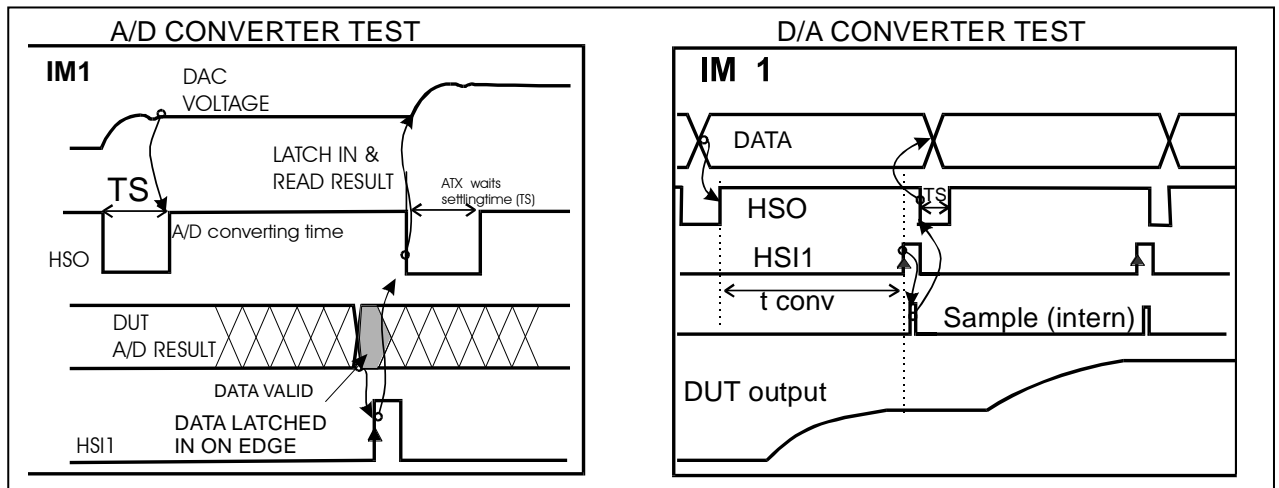 A/D CONVERTER TEST
IM1
DAC
VOLTAGE
LATCH IN &
READ RESULT
TS
ATX waits
settlingtime (TS)
A/D converting time
HSO
DUT
A/D RESULT
DATA VALID
DATA LATCHED
IN ON EDGE
HSI1
D/A CONVERTER TEST
IM 1
DATA
TS
HSO
HSI1
t conv
Sample (intern)
DUT output